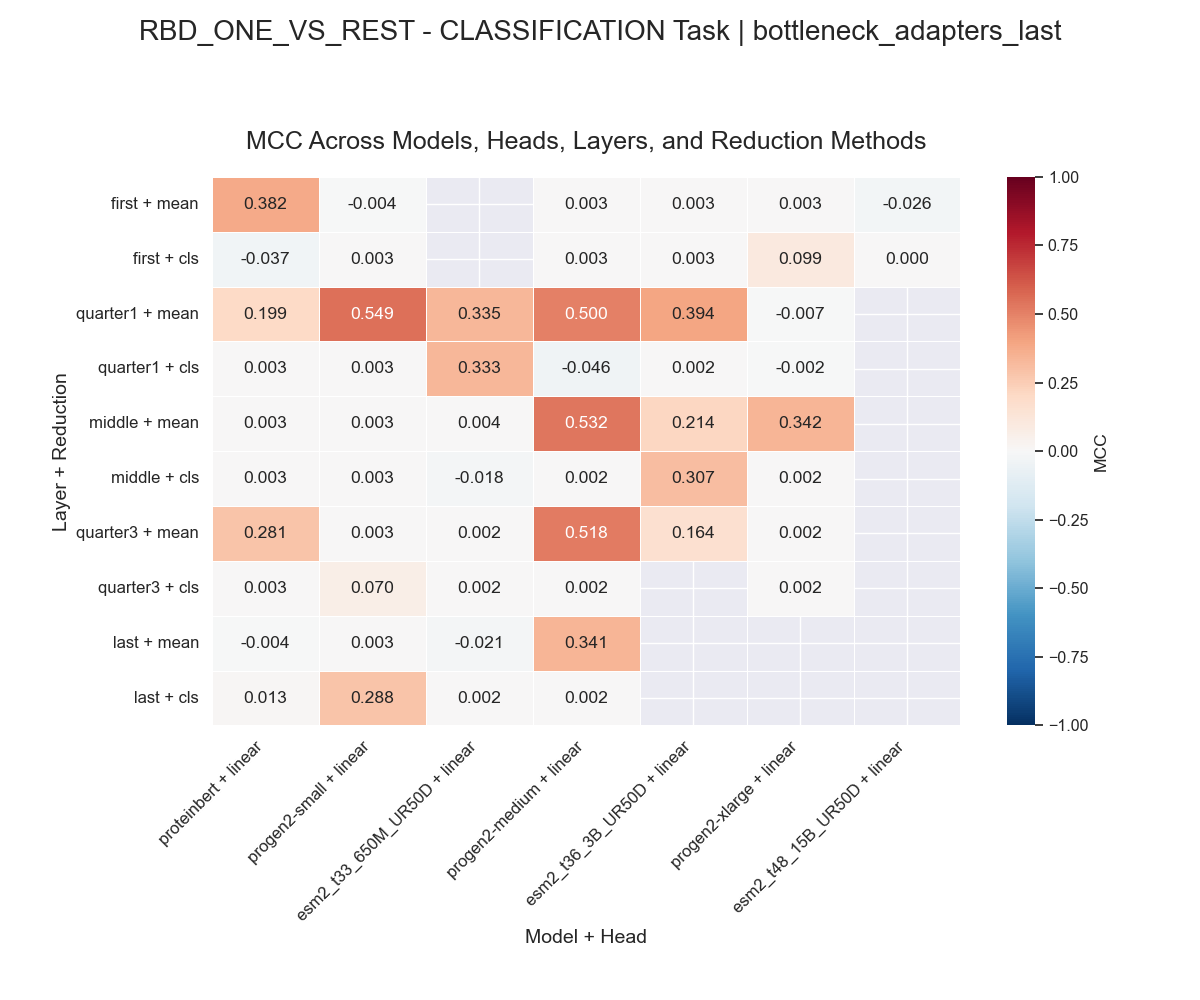 RBD_ONE_VS_REST - CLASSIFICATION Task | bottleneck_adapters_last
MCC Across Models, Heads, Layers, and Reduction Methods
Layer + Reduction
first + mean 0.382 -0.004 0.003 0.003 0.003 -0.026
first + cls -0.037 0.003 0.003 0.003 0.099 0.000
quarter1 + mean 0.199 0.549 0.335 0.500 0.394 -0.007
quarter1 + cls 0.003 0.003 0.333 -0.046 0.002 -0.002
middle + mean 0.003 0.003 0.004 0.532 0.214 0.342
middle + cls 0.003 0.003 -0.018 0.002 0.307 0.002
quarter3 + mean 0.281 0.003 0.002 0.518 0.164 0.002
quarter3 + cls 0.003 0.070 0.002 0.002 0.002
last + mean -0.004 0.003 -0.021 0.341
last + cls 0.013 0.288 0.002 0.002
proteinbert + linear
progen2-small + linear
esm2_t33_650M_UR50D + linear
progen2-medium + linear
esm2_t36_3B_UR50D + linear
progen2-xlarge + linear
esm2_t48_15B_UR50D + linear
Model + Head
1.00
0.75
0.50
0.25
0.00
−0.25
−0.50
−0.75
−1.00
MCC